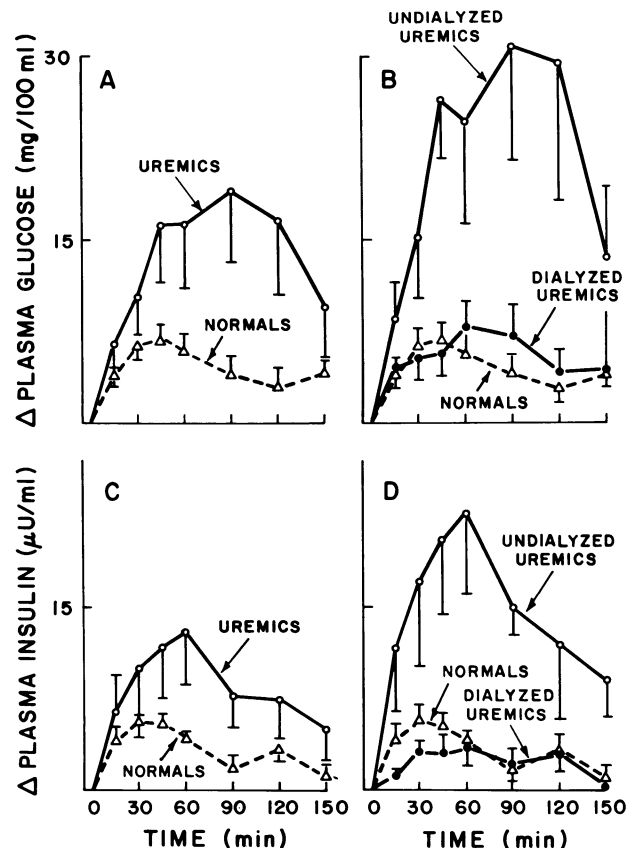 UNDIALYZED
UREMICS
30
A
B
UREMICS
15
DIALYZED
UREMICS
NORMALS
NORMALS
Δ PLASMA GLUCOSE (mg/100 ml)
C
D
UNDIALYZED
UREMICS
15
UREMICS
NORMALS
DIALYZED
UREMICS
NORMALS
Δ PLASMA INSULIN (μU/ml)
0 30 60 90 120 150
0 30 60 90 120 150
TIME (min)
TIME (min)